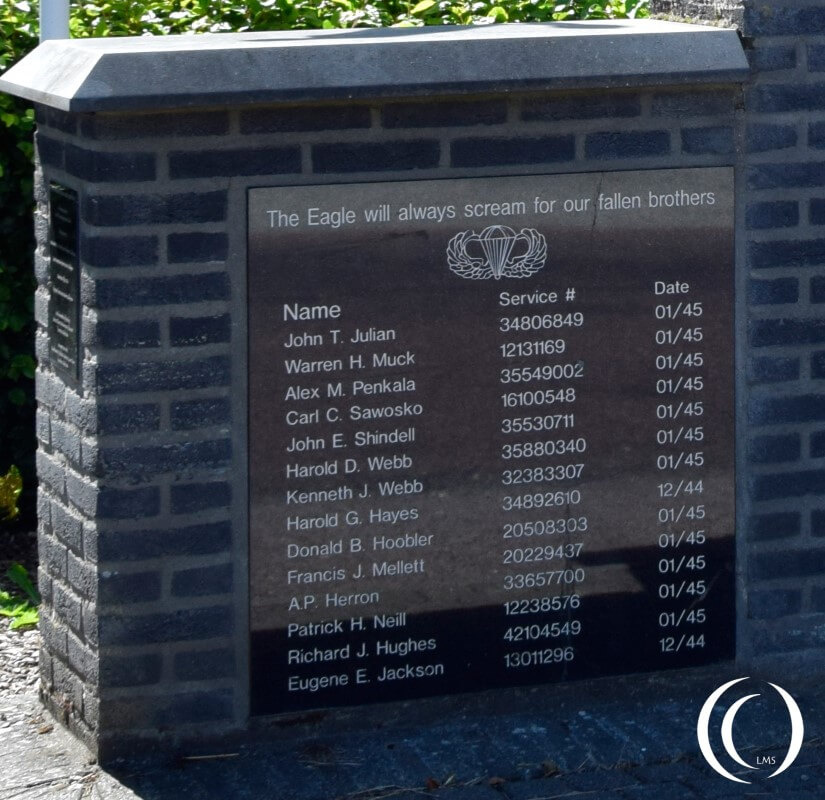 The Eagle will always scream for our fallen brothers
Name Service # Date
John T. Julian 34806849 01/45
Warren H. Muck 12131169 01/45
Alex M. Penkala 35549002 01/45
Carl C. Sawosko 16100548 01/45
John E. Shindell 35530711 01/45
Harold D. Webb 35880340 01/45
Kenneth J. Webb 32383307 01/45
Harold G. Hayes 34892610 12/44
Donald B. Hoobler 20508303 01/45
Francis J. Mellett 20229437 01/45
A.P. Herron 33657700 01/45
Patrick H. Neill 12238576 01/45
Richard J. Hughes 42104549 01/45
Eugene E. Jackson 13011296 12/44
LMS